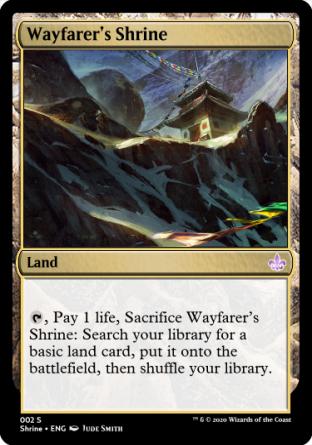 Wayfarer's Shrine
Land
, Pay 1 life, Sacrifice Wayfarer's
Shrine: Search your library for a
basic land card, put it onto the
battlefield, then shuffle your library.
002 S
Shrine • ENG Jude Smith
™ & © 2020 Wizards of the Coast